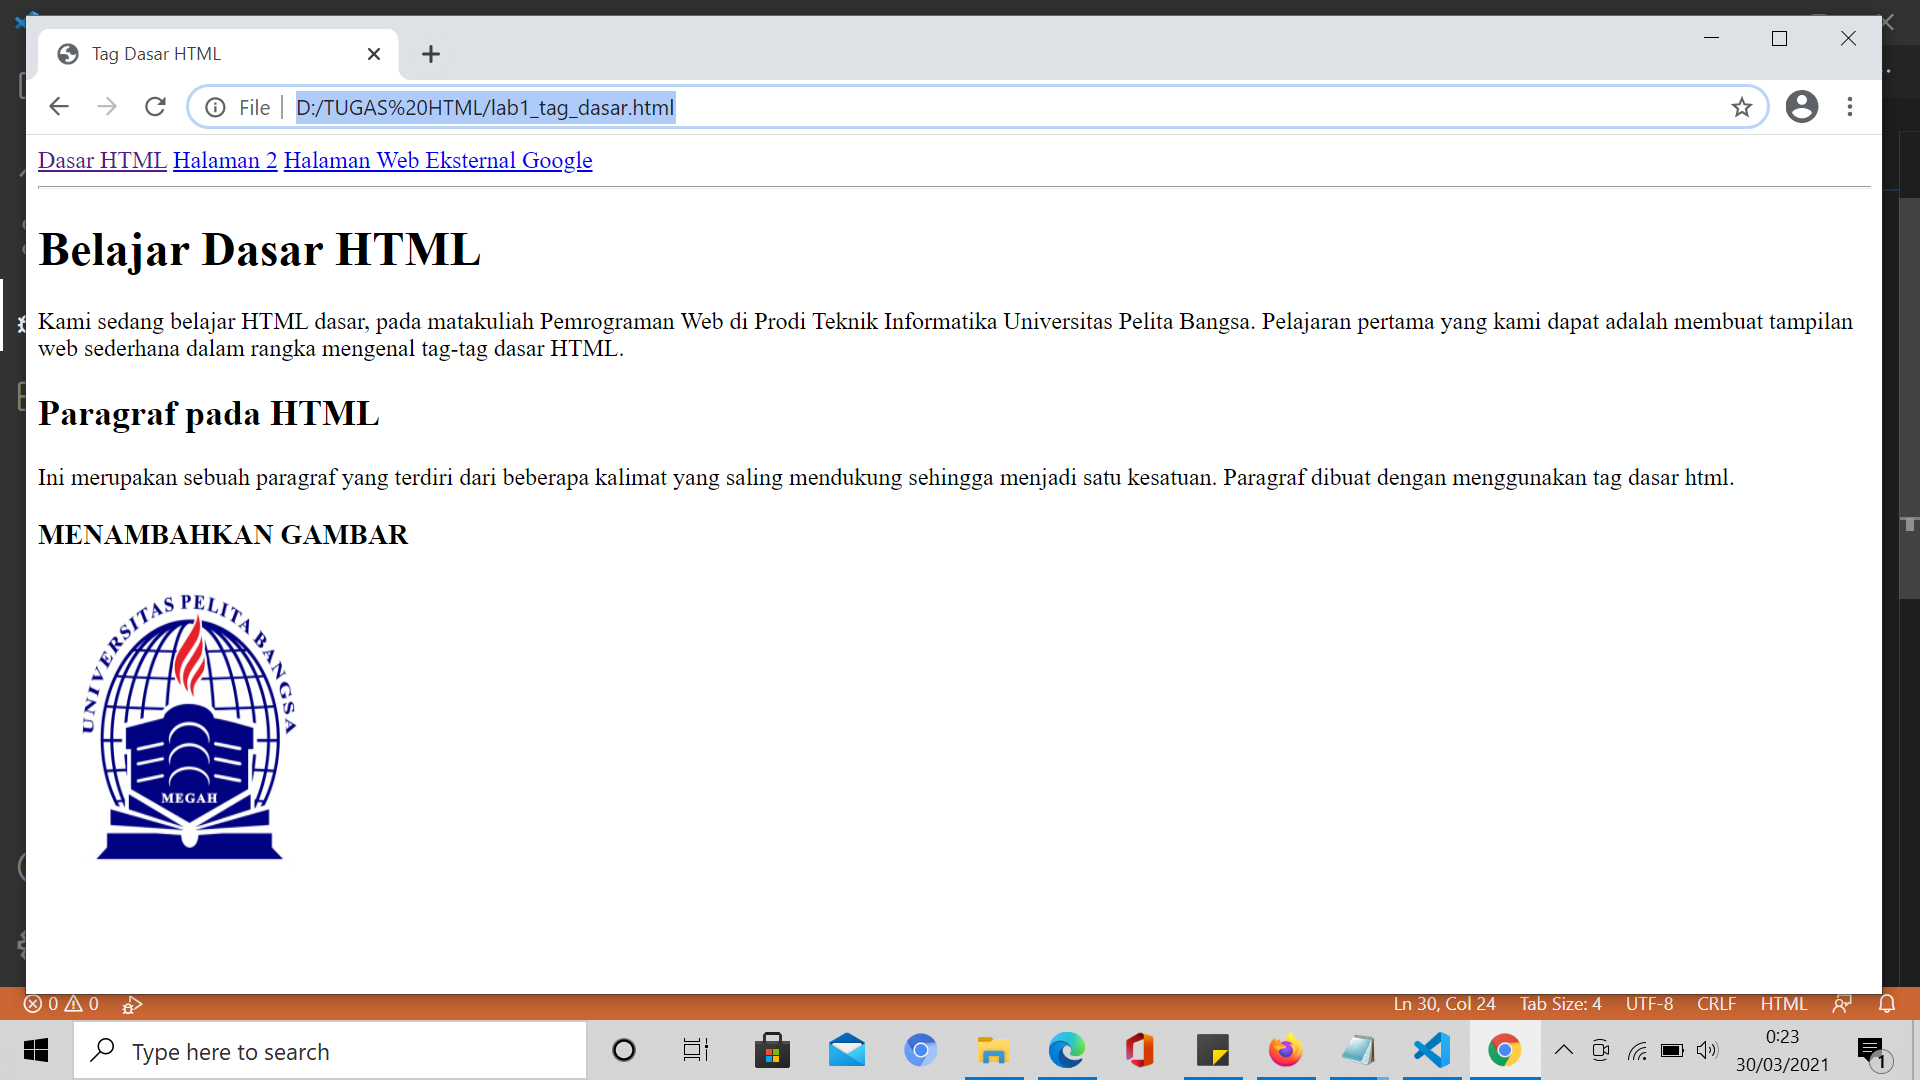 Tag Dasar HTML
File D:/TUGAS%20HTML/lab1_tag_dasar.html
Dasar HTML Halaman 2 Halaman Web Eksternal Google
Belajar Dasar HTML
Kami sedang belajar HTML dasar, pada matakuliah Pemrograman Web di Prodi Teknik Informatika Universitas Pelita Bangsa. Pelajaran pertama yang kami dapat adalah membuat tampilan
web sederhana dalam rangka mengenal tag-tag dasar HTML.
Paragraf pada HTML
Ini merupakan sebuah paragraf yang terdiri dari beberapa kalimat yang saling mendukung sehingga menjadi satu kesatuan. Paragraf dibuat dengan menggunakan tag dasar html.
MENAMBAHKAN GAMBAR
UNIVERSITAS PELITA BANGSA
MEGAH
0 0 Ln 30, Col 24 Tab Size: 4 UTF-8 CRLF HTML
Type here to search
0:23
30/03/2021
1